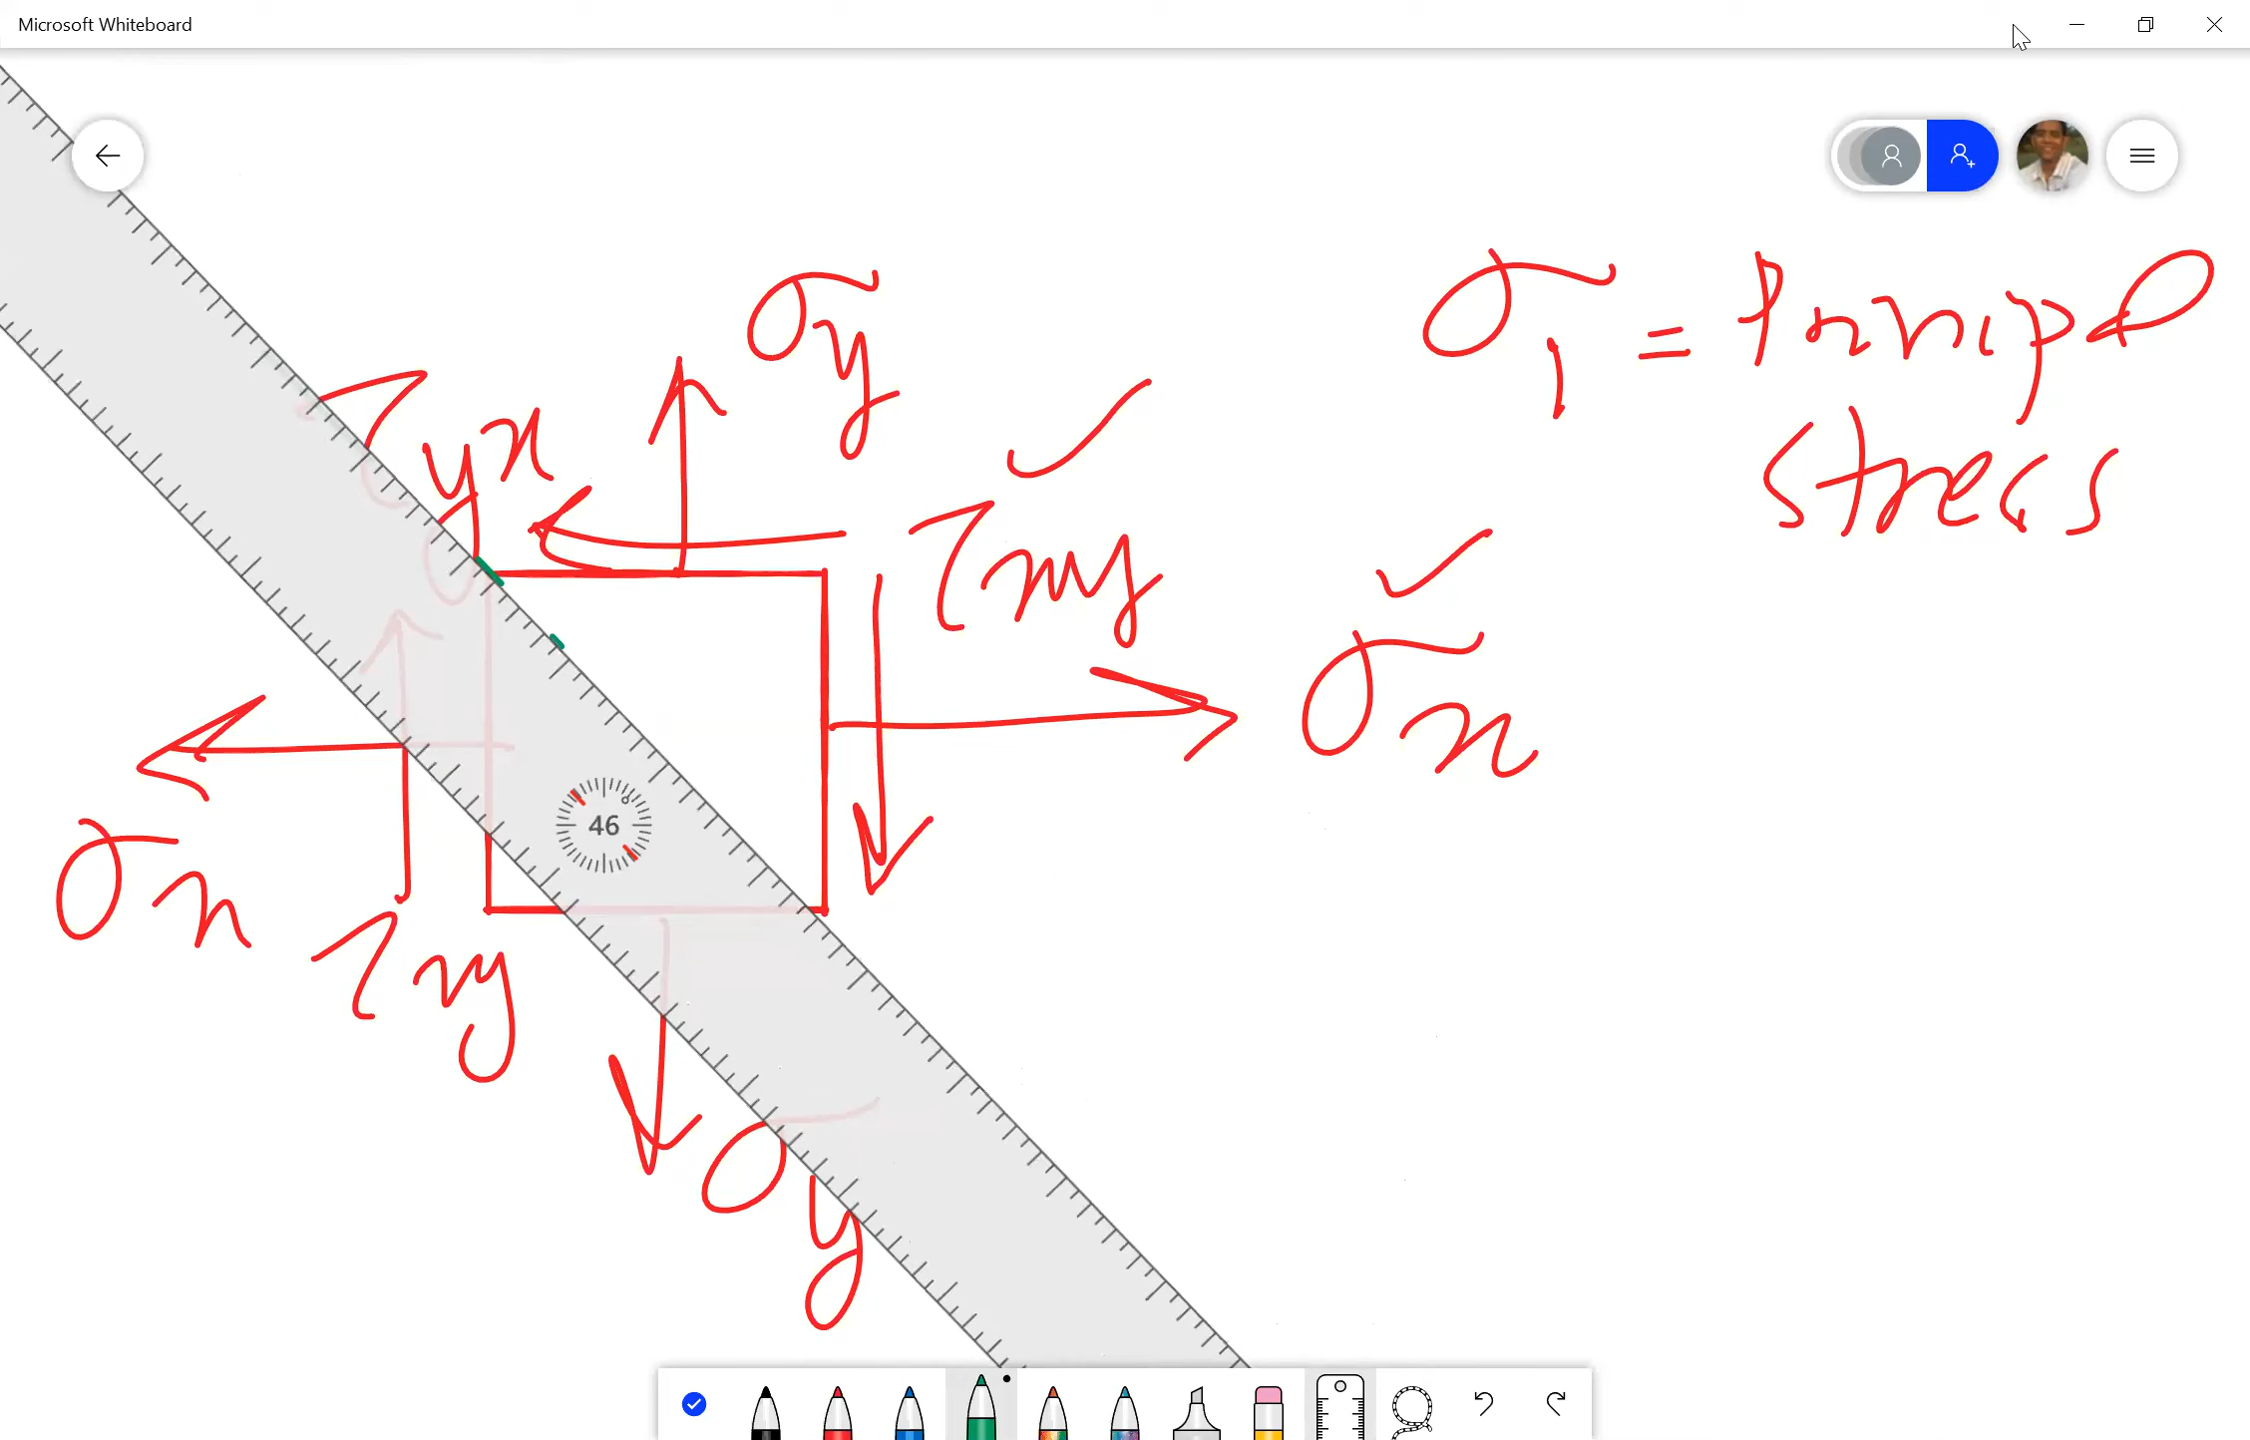 Microsoft Whiteboard
σy
σ1 = Principal
stress
τyx
τxy
σx
46
σx
τxy
σy